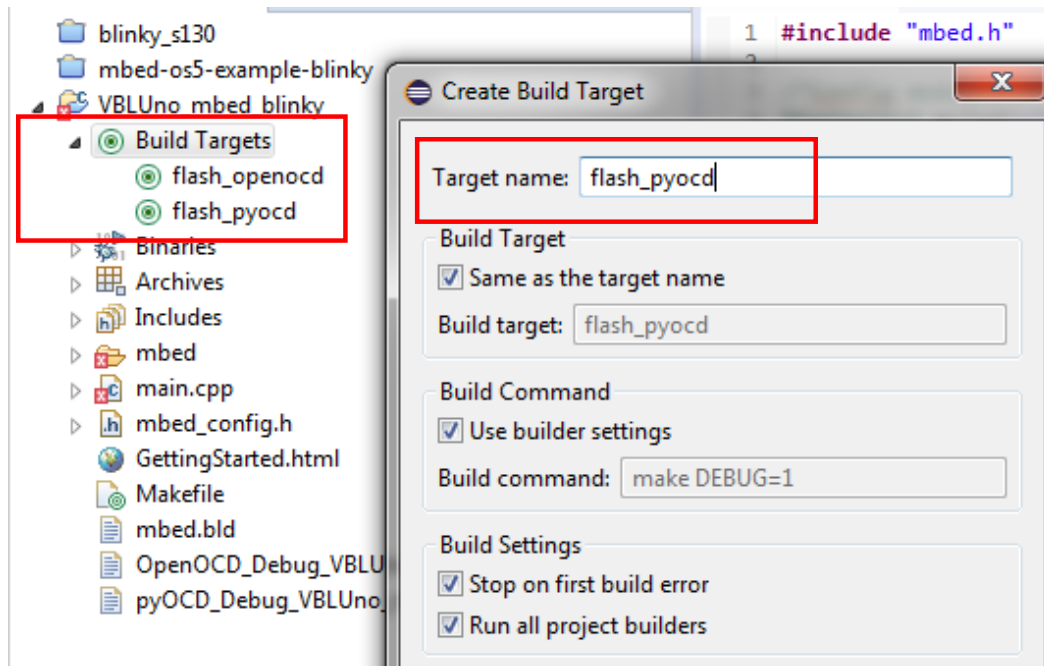 blinky_s130
mbed-os5-example-blinky
VBLUno_mbed_blinky
Build Targets
flash_openocd
flash_pyocd
Binaries
Archives
Includes
mbed
main.cpp
mbed_config.h
GettingStarted.html
Makefile
mbed.bld
OpenOCD_Debug_VBLU
pyOCD_Debug_VBLUno_
1 #include "mbed.h"
Create Build Target
Target name: flash_pyocd
Build Target
Same as the target name
Build target: flash_pyocd
Build Command
Use builder settings
Build command: make DEBUG=1
Build Settings
Stop on first build error
Run all project builders